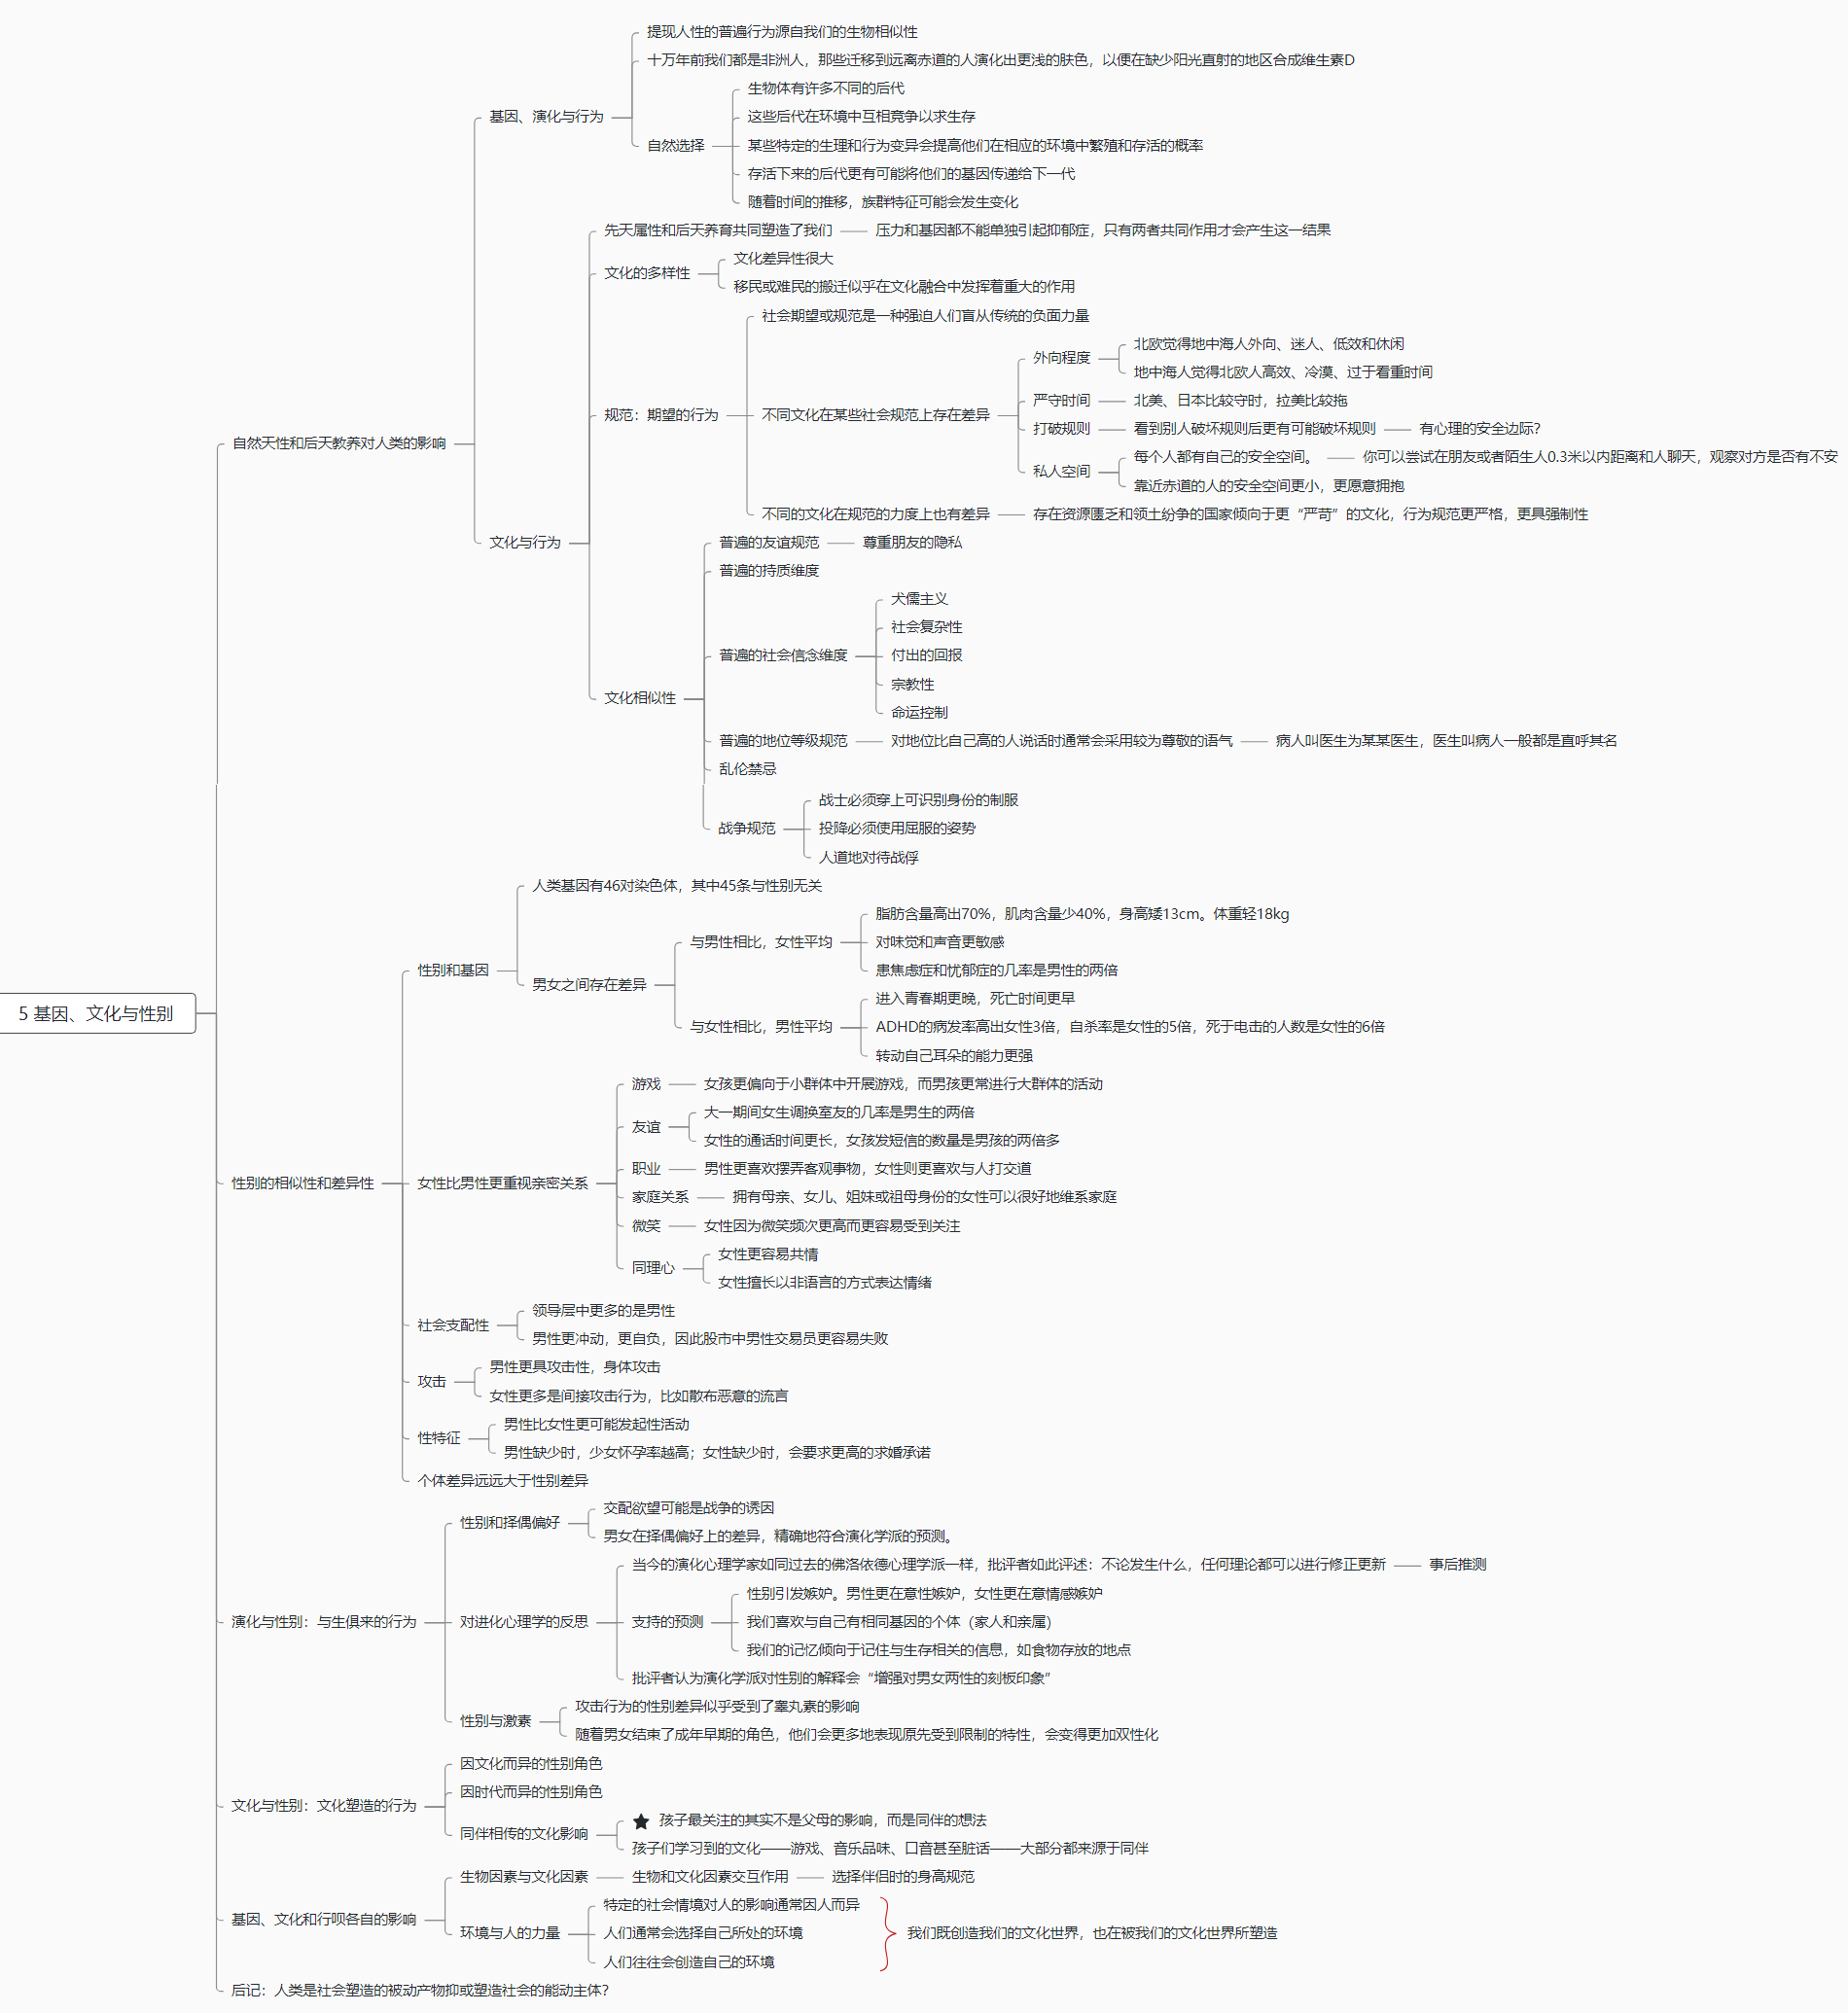 5 基因、文化与性别
自然天性和后天教养对人类的影响
基因、演化与行为
提现人性的普遍行为源自我们的生物相似性
十万年前我们都是非洲人，那些迁移到远离赤道的人演化出更浅的肤色，以便在缺少阳光直射的地区合成维生素D
自然选择
生物体有许多不同的后代
这些后代在环境中互相竞争以求生存
某些特定的生理和行为变异会提高他们在相应的环境中繁殖和存活的概率
存活下来的后代更有可能将他们的基因传递给下一代
随着时间的推移，族群特征可能会发生变化
文化与行为
先天属性和后天养育共同塑造了我们
压力和基因都不能单独引起抑郁症，只有两者共同作用才会产生这一结果
文化的多样性
文化差异性很大
移民或难民的搬迁似乎在文化融合中发挥着重大的作用
规范：期望的行为
社会期望或规范是一种强迫人们盲从传统的负面力量
不同文化在某些社会规范上存在差异
外向程度
北欧觉得地中海人外向、迷人、低效和休闲
地中海人觉得北欧人高效、冷漠、过于看重时间
严守时间
北美、日本比较守时，拉美比较拖
打破规则
看到别人破坏规则后更有可能破坏规则
有心理的安全边际？
私人空间
每个人都有自己的安全空间。
你可以尝试在朋友或者陌生人0.3米以内距离和人聊天，观察对方是否有不安
靠近赤道的人的安全空间更小，更愿意拥抱
不同的文化在规范的力度上也有差异
存在资源匮乏和领土纷争的国家倾向于更“严苛”的文化，行为规范更严格，更具强制性
文化相似性
普遍的友谊规范
尊重朋友的隐私
普遍的持质维度
普遍的社会信念维度
犬儒主义
社会复杂性
付出的回报
宗教性
命运控制
普遍的地位等级规范
对地位比自己高的人说话时通常会采用较为尊敬的语气
病人叫医生为某某医生，医生叫病人一般都是直呼其名
乱伦禁忌
战争规范
战士必须穿上可识别身份的制服
投降必须使用屈服的姿势
人道地对待战俘
性别的相似性和差异性
性别和基因
人类基因有46对染色体，其中45条与性别无关
男女之间存在差异
与男性相比，女性平均
脂肪含量高出70%，肌肉含量少40%，身高矮13cm。体重轻18kg
对味觉和声音更敏感
患焦虑症和忧郁症的几率是男性的两倍
与女性相比，男性平均
进入青春期更晚，死亡时间更早
ADHD的病发率高出女性3倍，自杀率是女性的5倍，死于电击的人数是女性的6倍
转动自己耳朵的能力更强
女性比男性更重视亲密关系
游戏
女孩更偏向于小群体中开展游戏，而男孩更常进行大群体的活动
友谊
大一期间女生调换室友的几率是男生的两倍
女性的通话时间更长，女孩发短信的数量是男孩的两倍多
职业
男性更喜欢摆弄客观事物，女性则更喜欢与人打交道
家庭关系
拥有母亲、女儿、姐妹或祖母身份的女性可以很好地维系家庭
微笑
女性因为微笑频次更高而更容易受到关注
同理心
女性更容易共情
女性擅长以非语言的方式表达情绪
社会支配性
领导层中更多的是男性
男性更冲动，更自负，因此股市中男性交易员更容易失败
攻击
男性更具攻击性，身体攻击
女性更多是间接攻击行为，比如散布恶意的流言
性特征
男性比女性更可能发起性活动
男性缺少时，少女怀孕率越高；女性缺少时，会要求更高的求婚承诺
个体差异远远大于性别差异
演化与性别：与生俱来的行为
性别和择偶偏好
交配欲望可能是战争的诱因
男女在择偶偏好上的差异，精确地符合演化学派的预测。
对进化心理学的反思
当今的演化心理学家如同过去的佛洛依德心理学派一样，批评者如此评述：不论发生什么，任何理论都可以进行修正更新
事后推测
支持的预测
性别引发嫉妒。男性更在意性嫉妒，女性更在意情感嫉妒
我们喜欢与自己有相同基因的个体（家人和亲属）
我们的记忆倾向于记住与生存相关的信息，如食物存放的地点
批评者认为演化学派对性别的解释会“增强对男女两性的刻板印象”
性别与激素
攻击行为的性别差异似乎受到了睾丸素的影响
随着男女结束了成年早期的角色，他们会更多地表现原先受到限制的特性，会变得更加双性化
文化与性别：文化塑造的行为
因文化而异的性别角色
因时代而异的性别角色
同伴相传的文化影响
孩子最关注的其实不是父母的影响，而是同伴的想法
孩子们学习到的文化——游戏、音乐品味、口音甚至脏话——大部分都来源于同伴
基因、文化和行呗各自的影响
生物因素与文化因素
生物和文化因素交互作用
选择伴侣时的身高规范
环境与人的力量
特定的社会情境对人的影响通常因人而异
人们通常会选择自己所处的环境
人们往往会创造自己的环境
我们既创造我们的文化世界，也在被我们的文化世界所塑造
后记：人类是社会塑造的被动产物抑或塑造社会的能动主体？